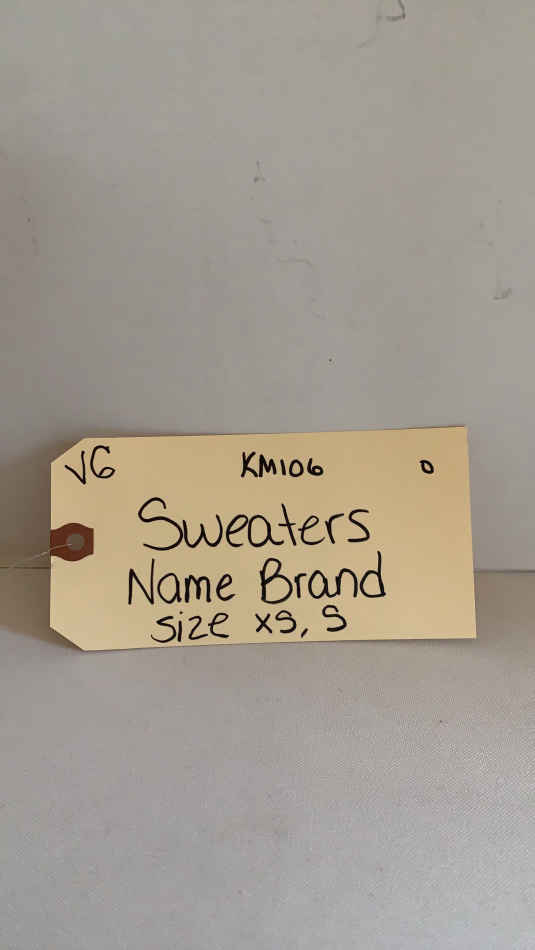 VG KM106 0
Sweaters
Name Brand
Size XS, S